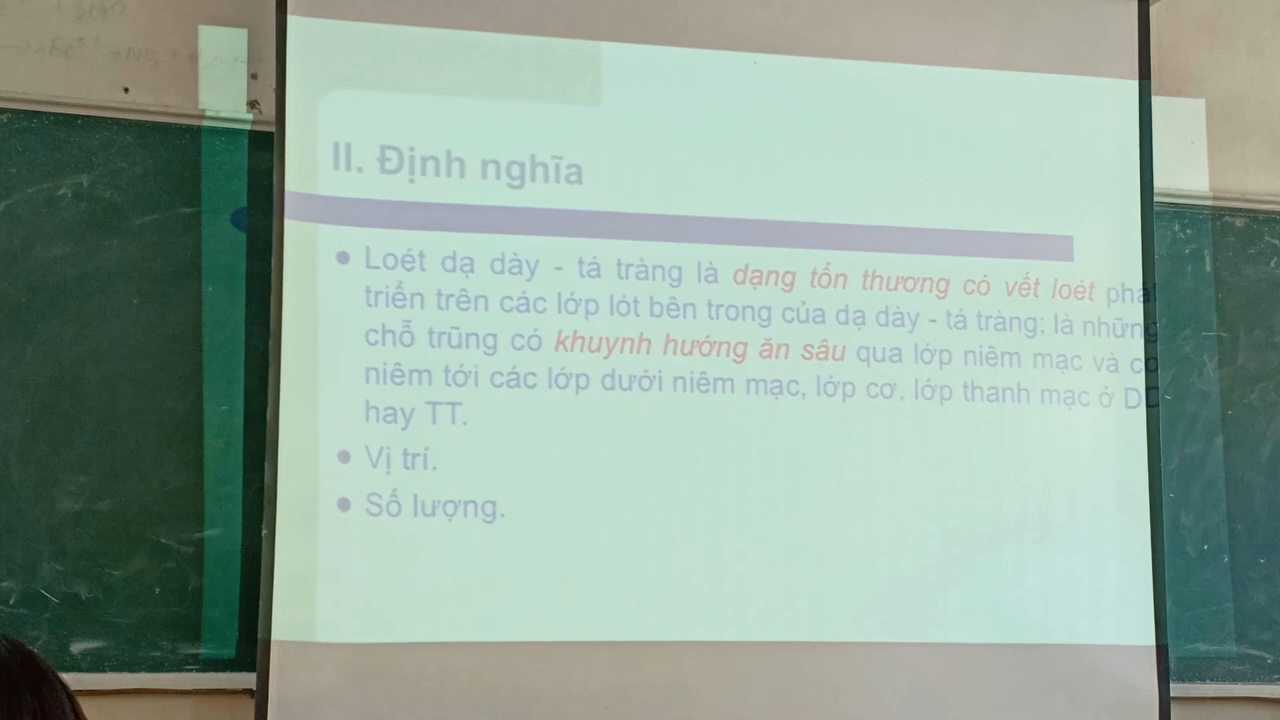 II. Định nghĩa
Loét dạ dày - tá tràng là dạng tổn thương có vết loét phát
triển trên các lớp lót bên trong của dạ dày - tá tràng; là những
chỗ trũng có khuynh hướng ăn sâu qua lớp niêm mạc và cơ
niêm tới các lớp dưới niêm mạc, lớp cơ, lớp thanh mạc ở DD
hay TT.
Vị trí.
Số lượng.